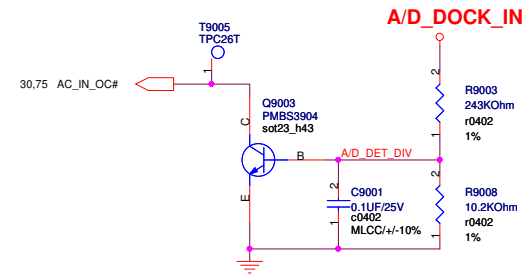 A/D_DOCK_IN
T9005
TPC26T
1
30,75 AC_IN_OC#
2
R9003
243KOhm
r0402
1%
1
Q9003
PMBS3904
sot23_h43
C
B
E
A/D_DET_DIV
2
C9001
0.1UF/25V
c0402
MLCC/+/-10%
1
2
R9008
10.2KOhm
r0402
1%
1